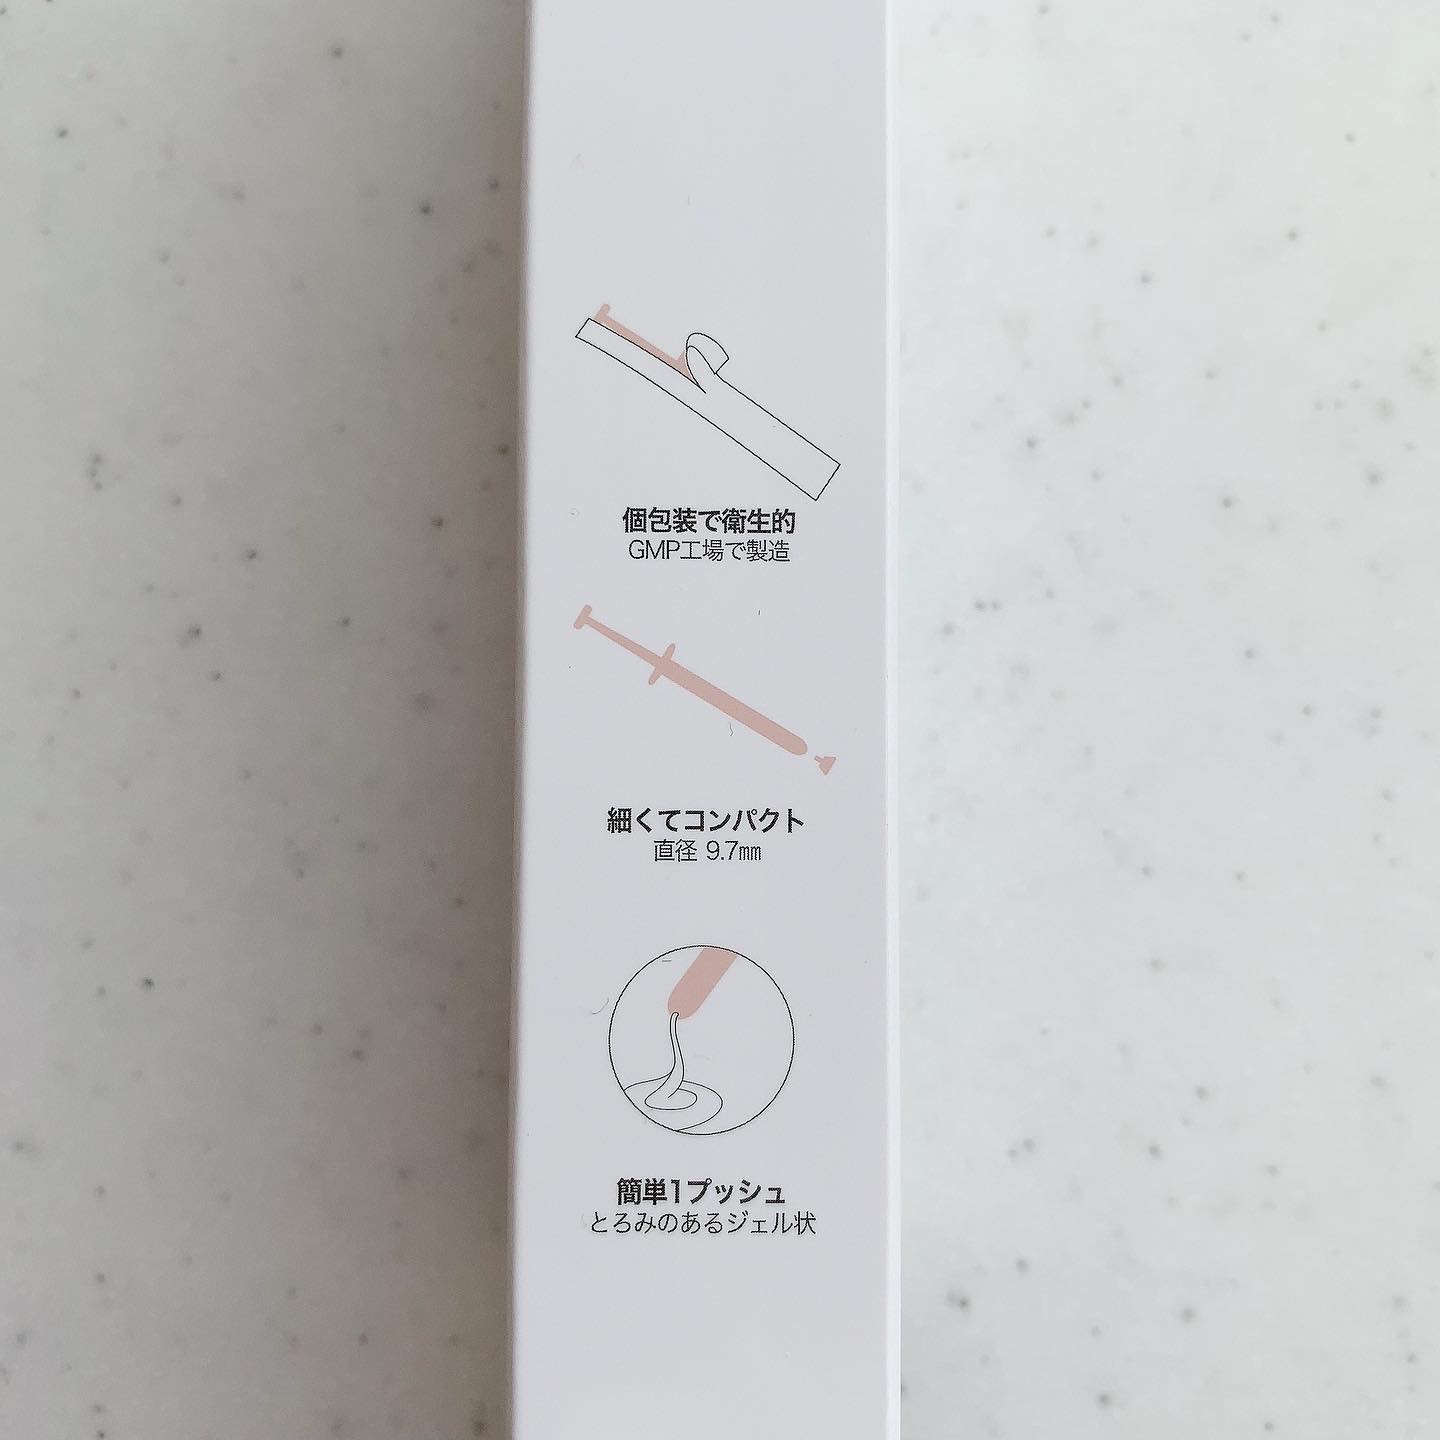 個包装で衛生的
GMP工場で製造
細くてコンパクト
直径 9.7㎜
簡単1プッシュ
とろみのあるジェル状